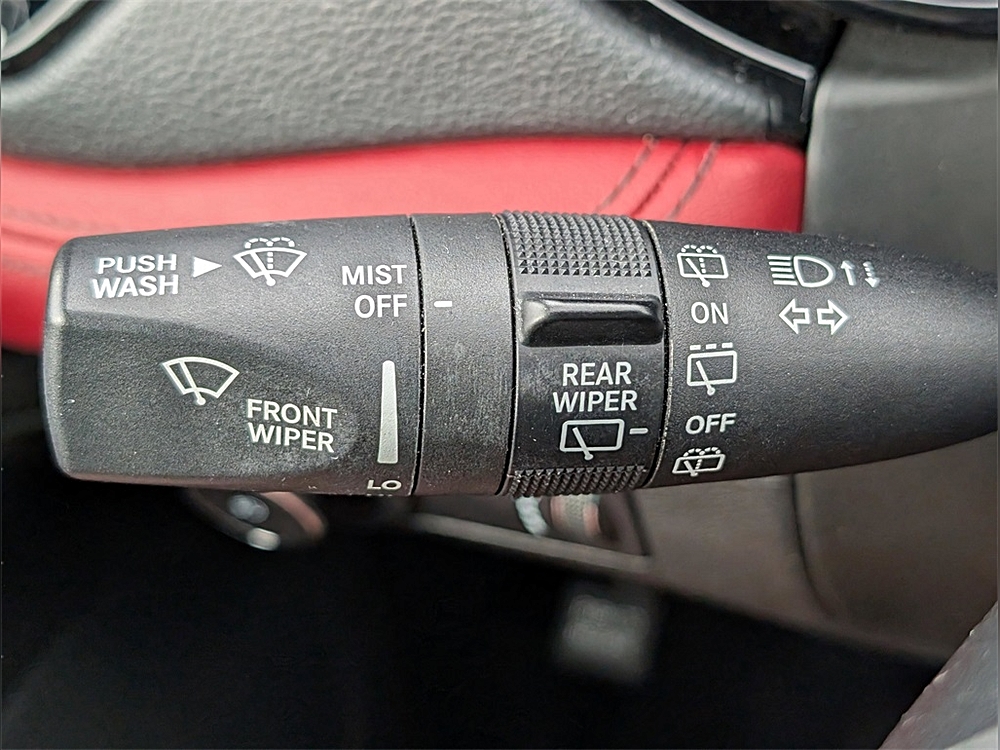 PUSH
WASH
MIST
OFF
FRONT
WIPER
LO
REAR
WIPER
ON
OFF